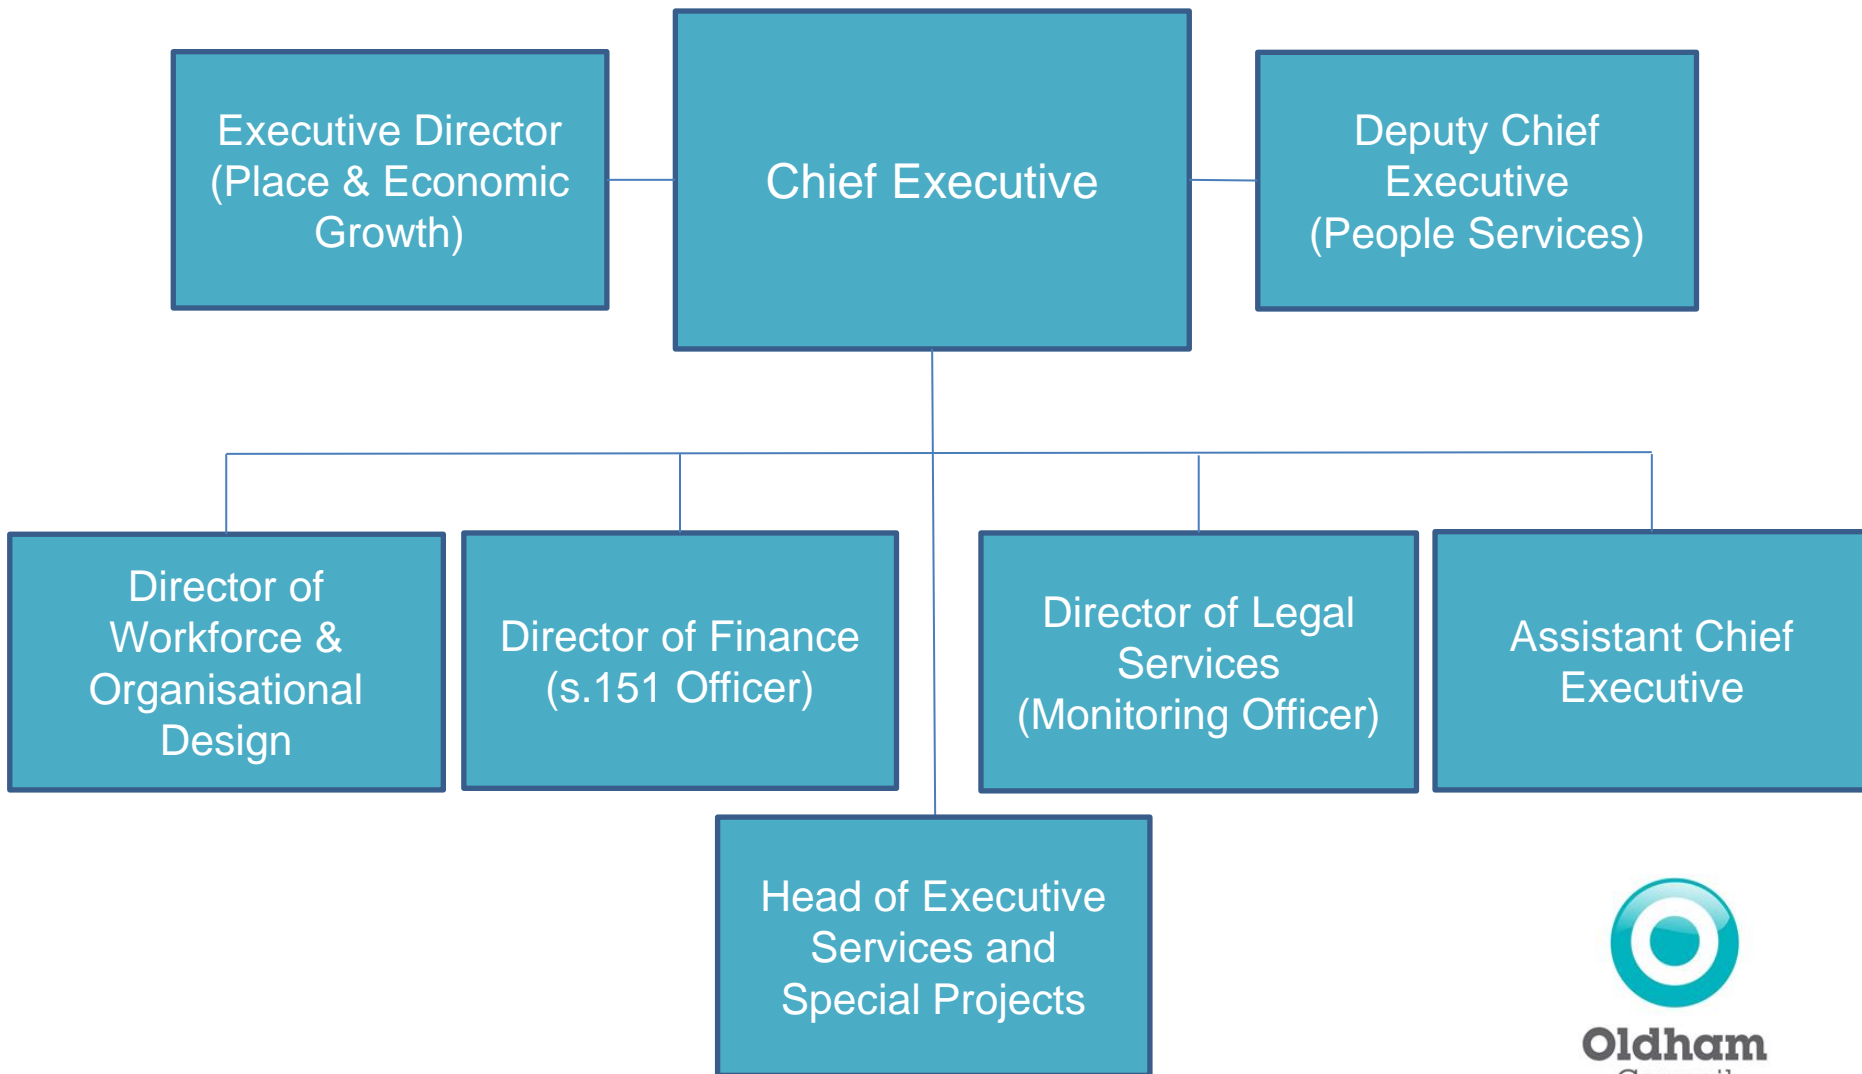 Executive Director
(Place & Economic
Growth)
Chief Executive
Deputy Chief
Executive
(People Services)
Director of
Workforce &
Organisational
Design
Director of Finance
(s.151 Officer)
Director of Legal
Services
(Monitoring Officer)
Assistant Chief
Executive
Head of Executive
Services and
Special Projects
Oldham
Council